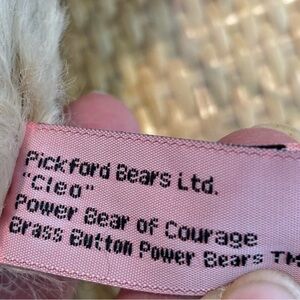 Pickford Bears Ltd.
"Cleo"
Power Bear of Courage
Brass Button Power Bears TM